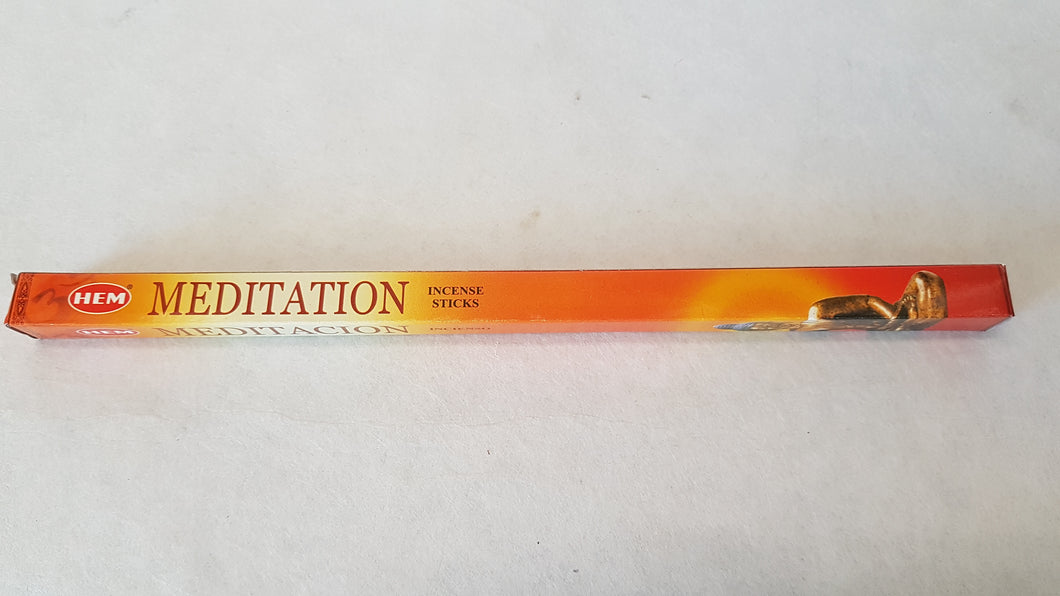 HEM®
MEDITATION
INCENSE
STICKS
HEM
MEDITACION
INCIENSO